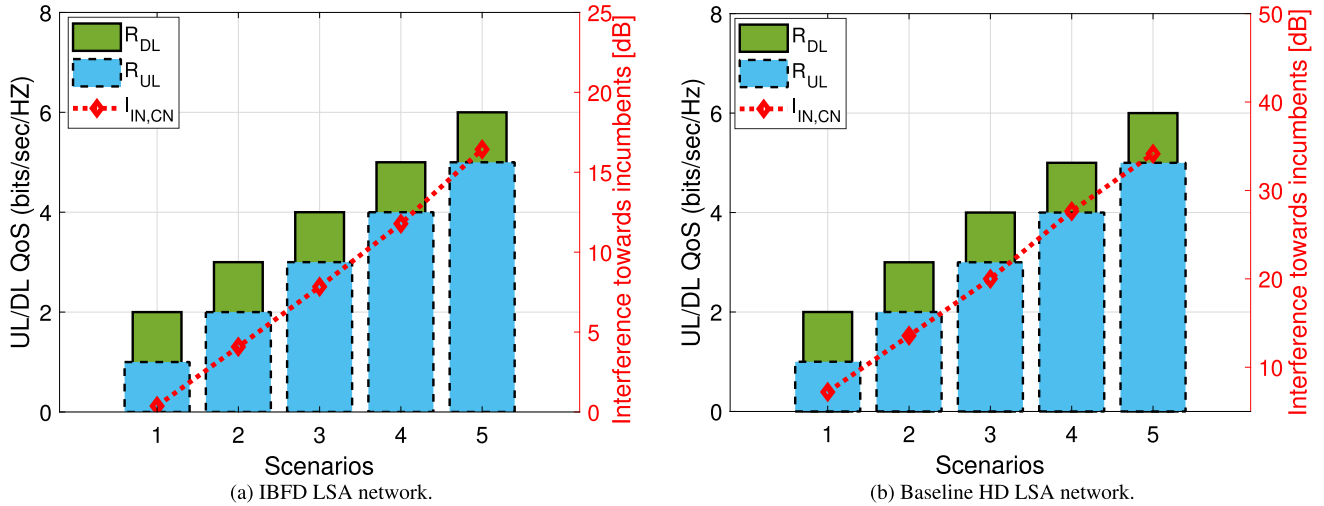 R_DL
R_UL
I_IN,CN
UL/DL QoS (bits/sec/HZ)
8
6
4
2
0
1 2 3 4 5
Scenarios
25
20
15
10
5
0
Interference towards incumbents [dB]
(a) IBFD LSA network.
R_DL
R_UL
I_IN,CN
UL/DL QoS (bits/sec/Hz)
8
6
4
2
0
1 2 3 4 5
Scenarios
50
40
30
20
10
Interference towards incumbents [dB]
(b) Baseline HD LSA network.